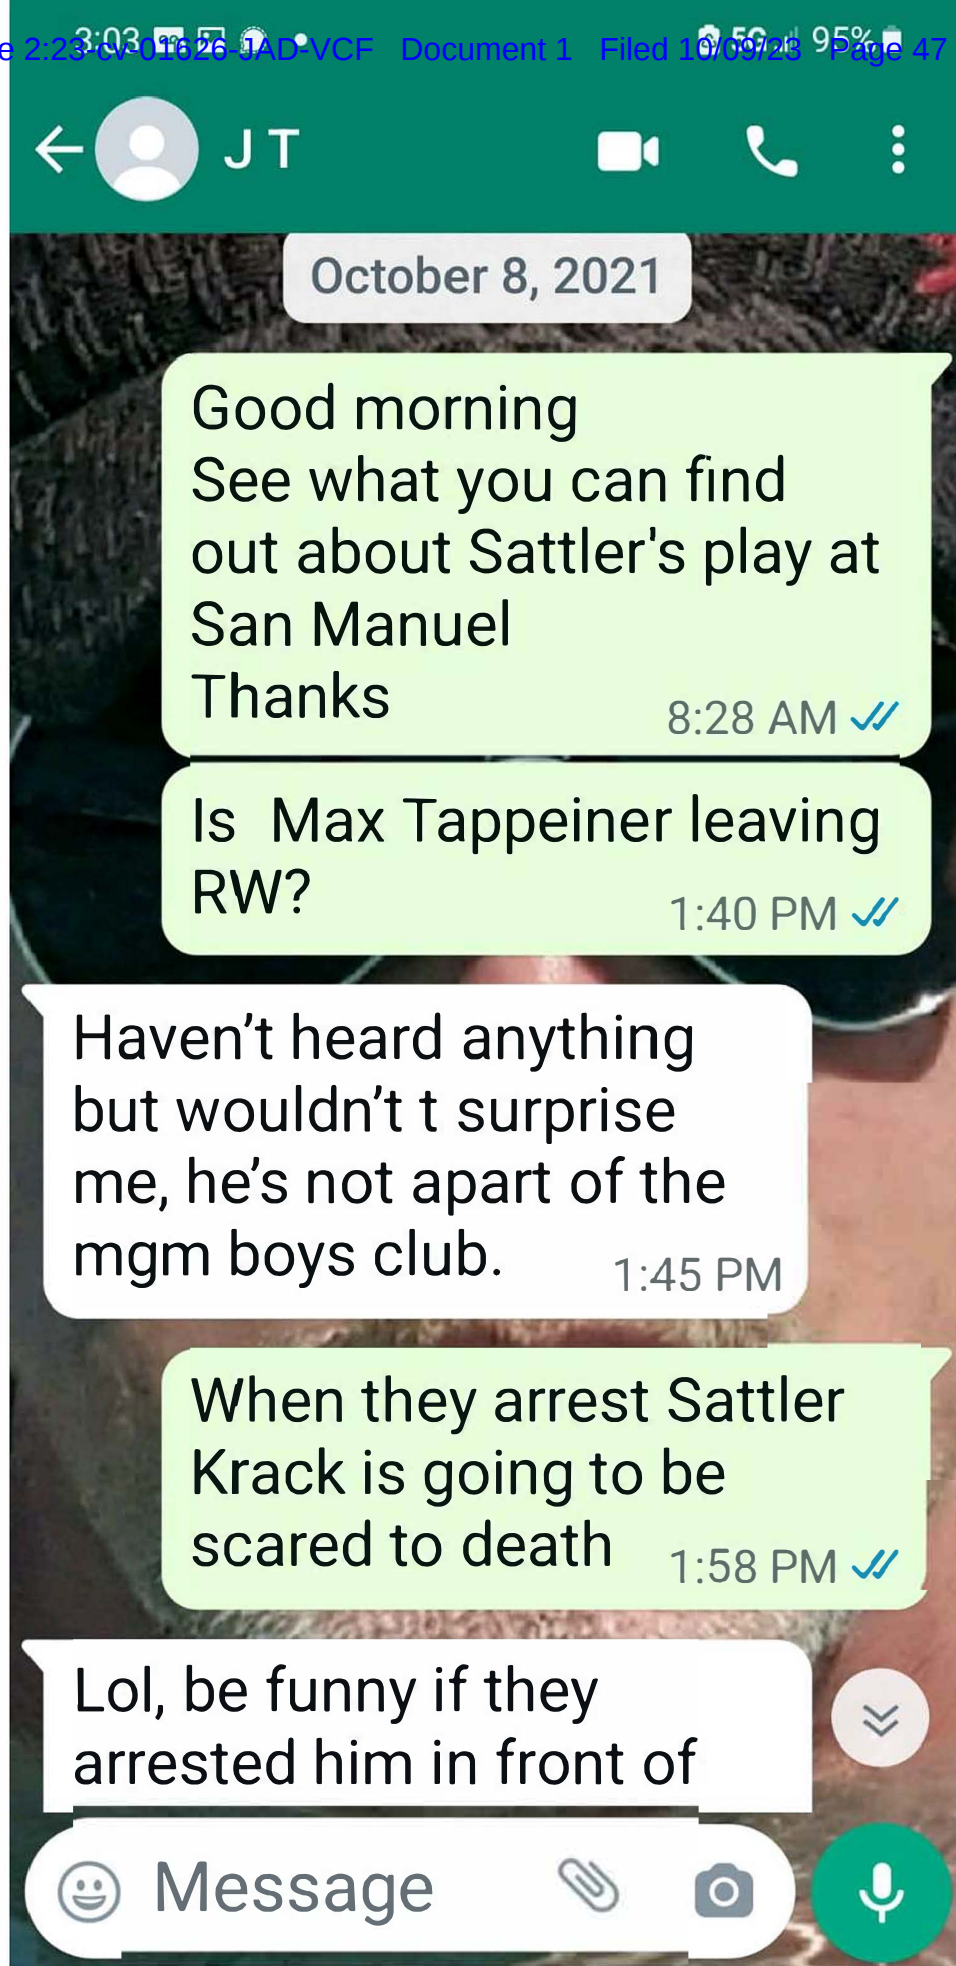 3:03 5G 95%
e 2:23-cv-01626-JAD-VCF Document 1 Filed 10/09/23 Page 47
J T
October 8, 2021
Good morning
See what you can find
out about Sattler's play at
San Manuel
Thanks
8:28 AM
Is Max Tappeiner leaving
RW?
1:40 PM
Haven’t heard anything
but wouldn’t t surprise
me, he’s not apart of the
mgm boys club.
1:45 PM
When they arrest Sattler
Krack is going to be
scared to death
1:58 PM
Lol, be funny if they
arrested him in front of
Message